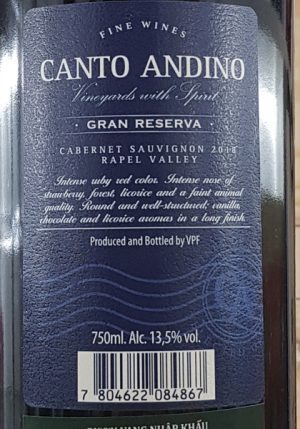 FINE WINES
CANTO ANDINO
Vineyards with Spirit
· GRAN RESERVA ·
CABERNET SAUVIGNON 2018
RAPEL VALLEY
Intense ruby red color. Intense nose of
strawberry, forest, licorice and a faint animal
quality. Round and well-structured; vanilla,
chocolate and licorice aromas in a long finish.
Produced and Bottled by VPF
750ml. Alc. 13,5% vol.
7 804622 084867
RƯỢU VANG NHẬP KHẨU